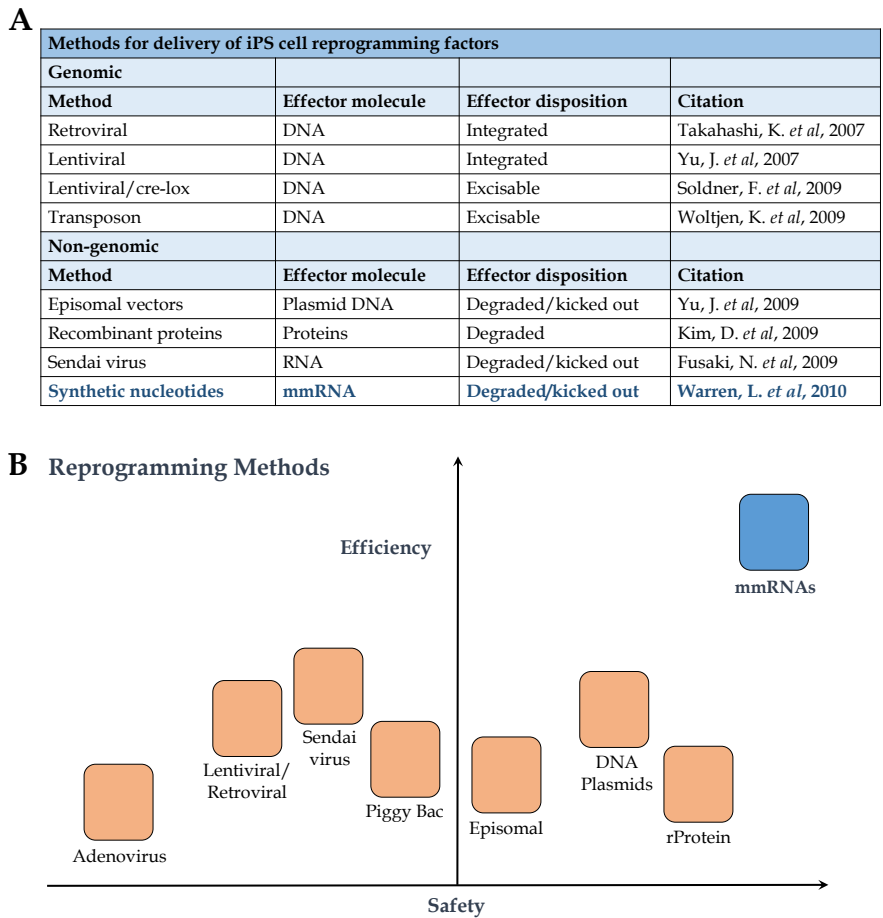 A
Methods for delivery of iPS cell reprogramming factors
Genomic
Method Effector molecule Effector disposition Citation
Retroviral DNA Integrated Takahashi, K. et al, 2007
Lentiviral DNA Integrated Yu, J. et al, 2007
Lentiviral/cre-lox DNA Excisable Soldner, F. et al, 2009
Transposon DNA Excisable Woltjen, K. et al, 2009
Non-genomic
Method Effector molecule Effector disposition Citation
Episomal vectors Plasmid DNA Degraded/kicked out Yu, J. et al, 2009
Recombinant proteins Proteins Degraded Kim, D. et al, 2009
Sendai virus RNA Degraded/kicked out Fusaki, N. et al, 2009
Synthetic nucleotides mmRNA Degraded/kicked out Warren, L. et al, 2010
B Reprogramming Methods
Efficiency
mmRNAs
Adenovirus
Lentiviral/
Retroviral
Sendai
virus
Piggy Bac
Episomal
DNA
Plasmids
rProtein
Safety